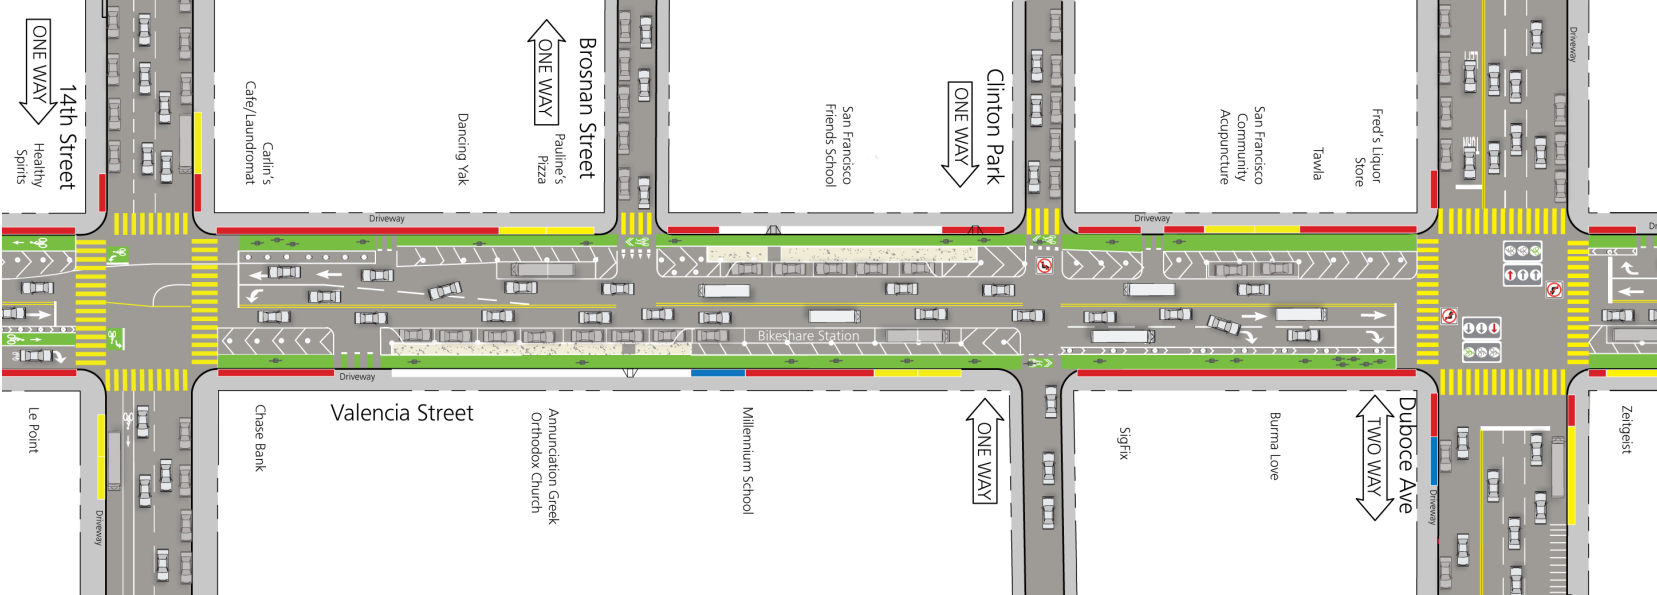 ONE WAY
14th Street
Healthy
Spirits
Cafe/Laundromat
Carlin's
Dancing Yak
ONE WAY
Brosnan Street
Pauline's
Pizza
San Francisco
Friends School
Clinton Park
ONE WAY
San Francisco
Community
Acupuncture
Tawla
Fred's Liquor
Store
Driveway
Driveway
Driveway
Bikeshare Station
Driveway
Le Point
Driveway
Chase Bank
Valencia Street
Annunciation Greek
Orthodox Church
Millennium School
ONE WAY
SigFix
Burma Love
TWO WAY
Duboce Ave
Driveway
Zeitgeist